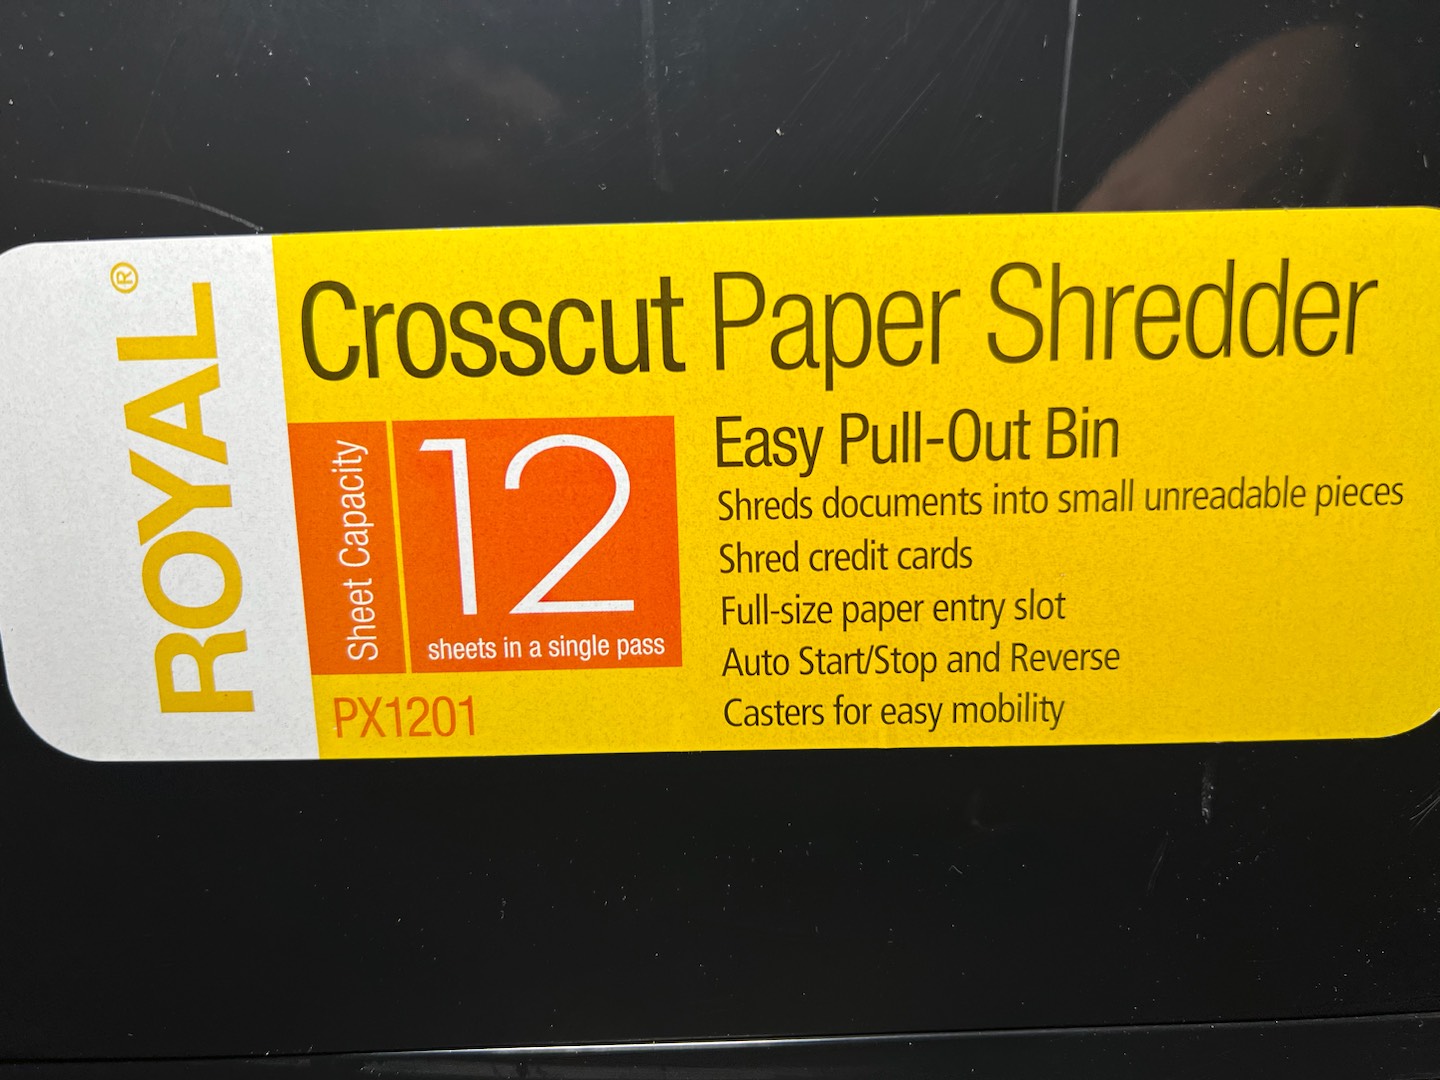 ROYAL®
Crosscut Paper Shredder
Sheet Capacity
12
sheets in a single pass
PX1201
Easy Pull-Out Bin
Shreds documents into small unreadable pieces
Shred credit cards
Full-size paper entry slot
Auto Start/Stop and Reverse
Casters for easy mobility